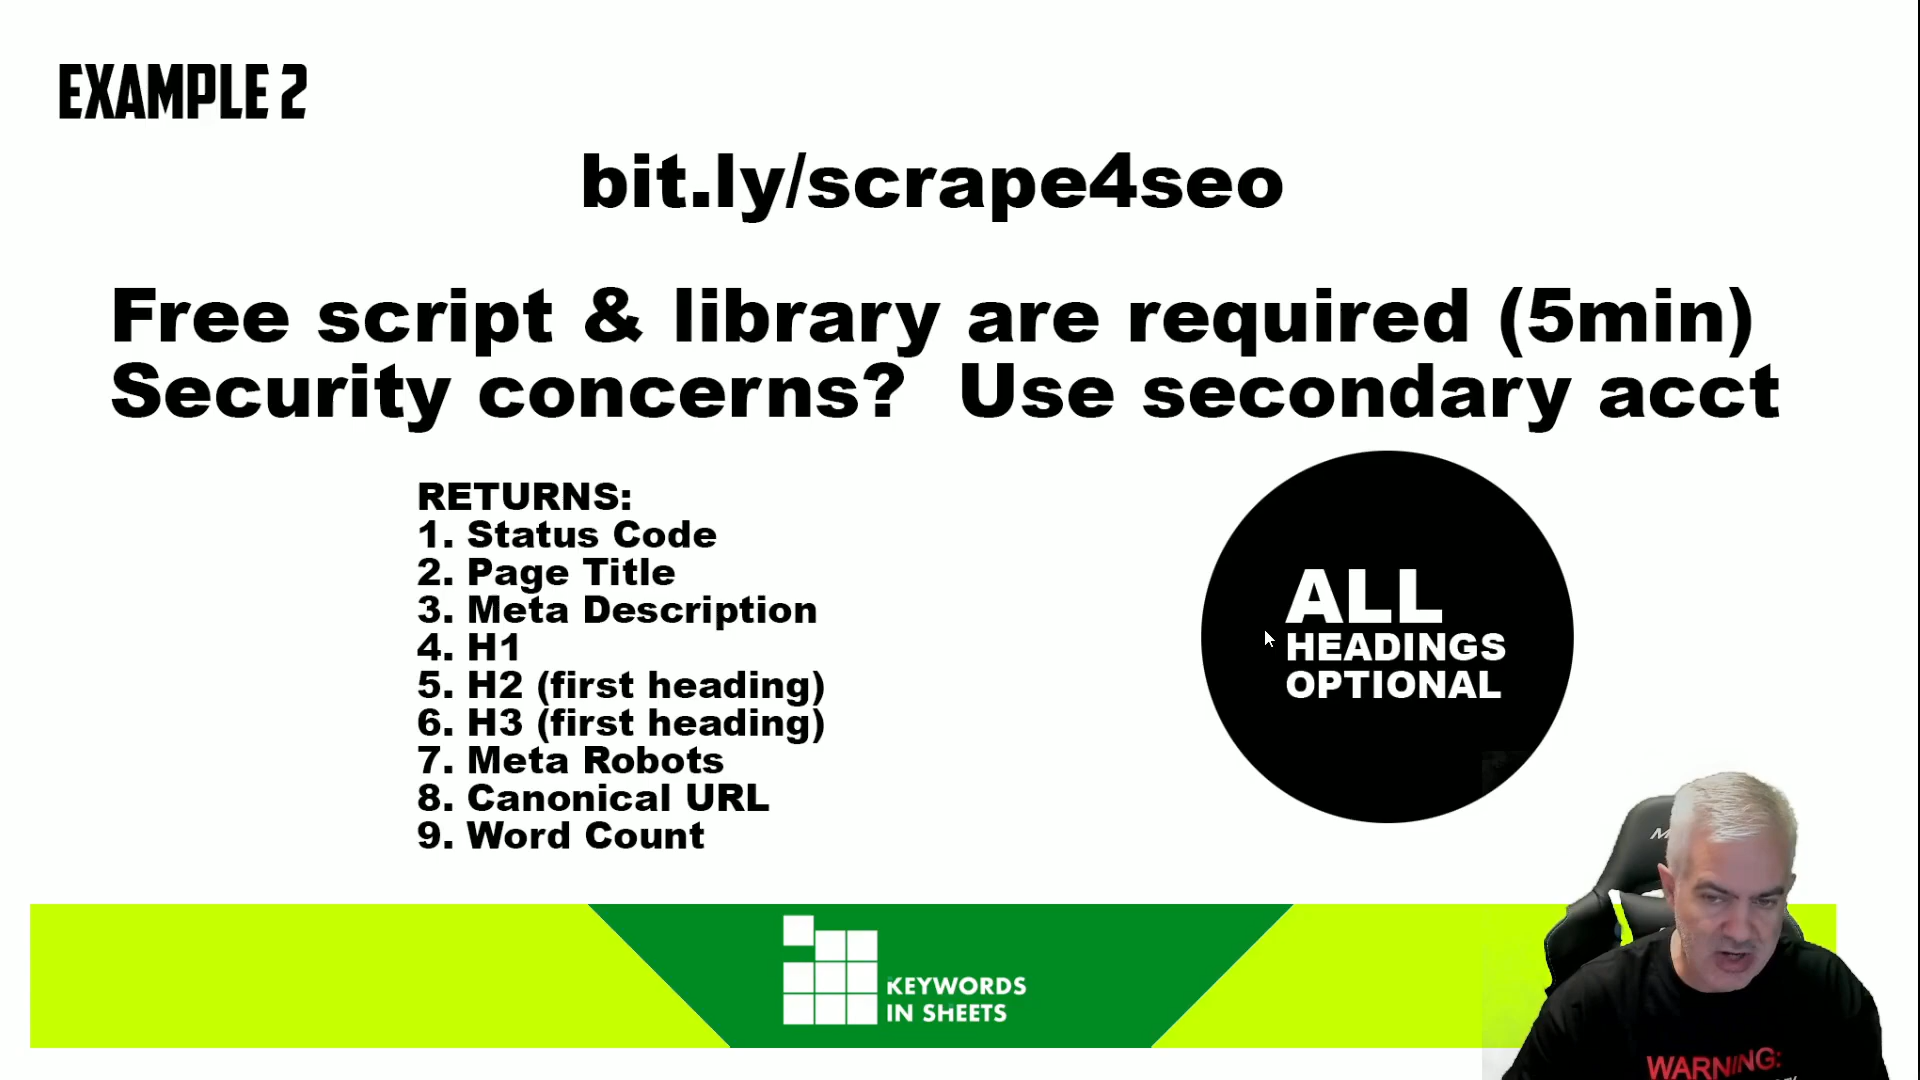 EXAMPLE 2
bit.ly/scrape4seo
Free script & library are required (5min)
Security concerns?  Use secondary acct
RETURNS:
1. Status Code
2. Page Title
3. Meta Description
4. H1
5. H2 (first heading)
6. H3 (first heading)
7. Meta Robots
8. Canonical URL
9. Word Count
ALL
HEADINGS
OPTIONAL
KEYWORDS
IN SHEETS
WARNING: